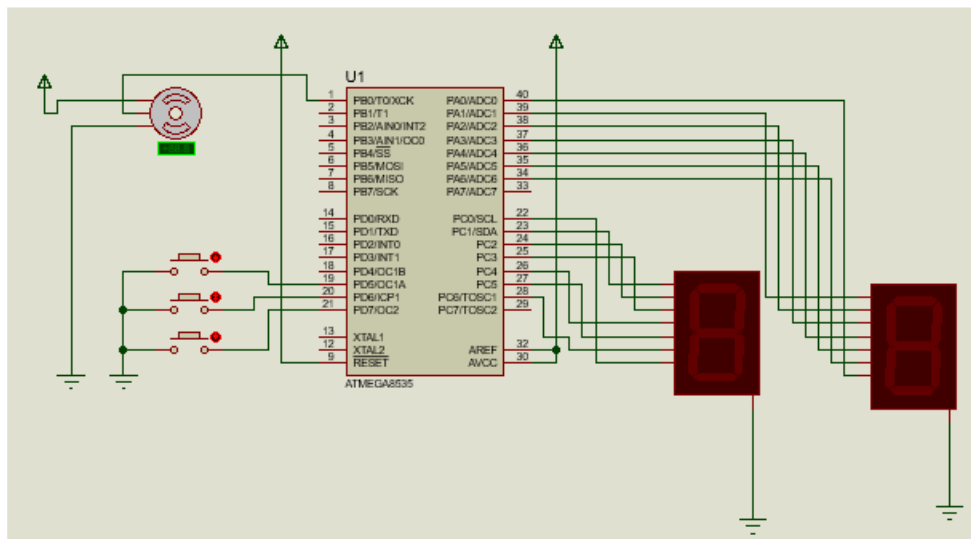 U1
1 PB0/T0/XCK PA0/ADC0 40
2 PB1/T1 PA1/ADC1 39
3 PB2/AIN0/INT2 PA2/ADC2 38
4 PB3/AIN1/OC0 PA3/ADC3 37
5 PB4/SS PA4/ADC4 36
6 PB5/MOSI PA5/ADC5 35
7 PB6/MISO PA6/ADC6 34
8 PB7/SCK PA7/ADC7 33
14 PD0/RXD PC0/SCL 22
15 PD1/TXD PC1/SDA 23
16 PD2/INT0 PC2 24
17 PD3/INT1 PC3 25
18 PD4/OC1B PC4 26
19 PD5/OC1A PC5 27
20 PD6/ICP1 PC6/TOSC1 28
21 PD7/OC2 PC7/TOSC2 29
13 XTAL1
12 XTAL2 AREF 32
9 RESET AVCC 30
ATMEGA8535